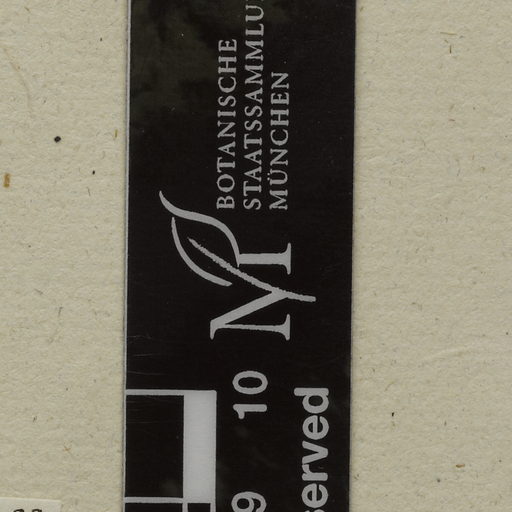 BOTANISCHE
STAATSSAMMLU
MÜNCHEN
M
9 10
served